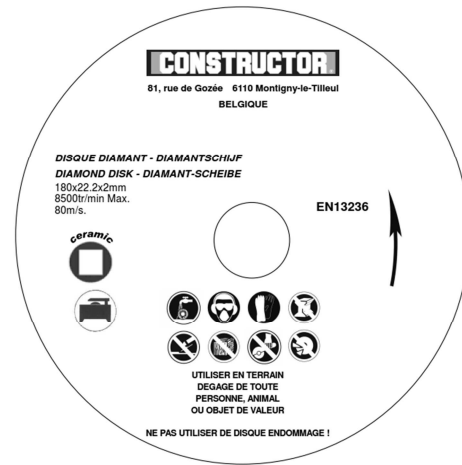 CONSTRUCTOR
81, rue de Gozée 6110 Montigny-le-Tilleul
BELGIQUE
DISQUE DIAMANT - DIAMANTSCHIJF
DIAMOND DISK - DIAMANT-SCHEIBE
180x22.2x2mm
8500tr/min Max.
80m/s.
EN13236
ceramic
UTILISER EN TERRAIN
DEGAGE DE TOUTE
PERSONNE, ANIMAL
OU OBJET DE VALEUR
NE PAS UTILISER DE DISQUE ENDOMMAGE !